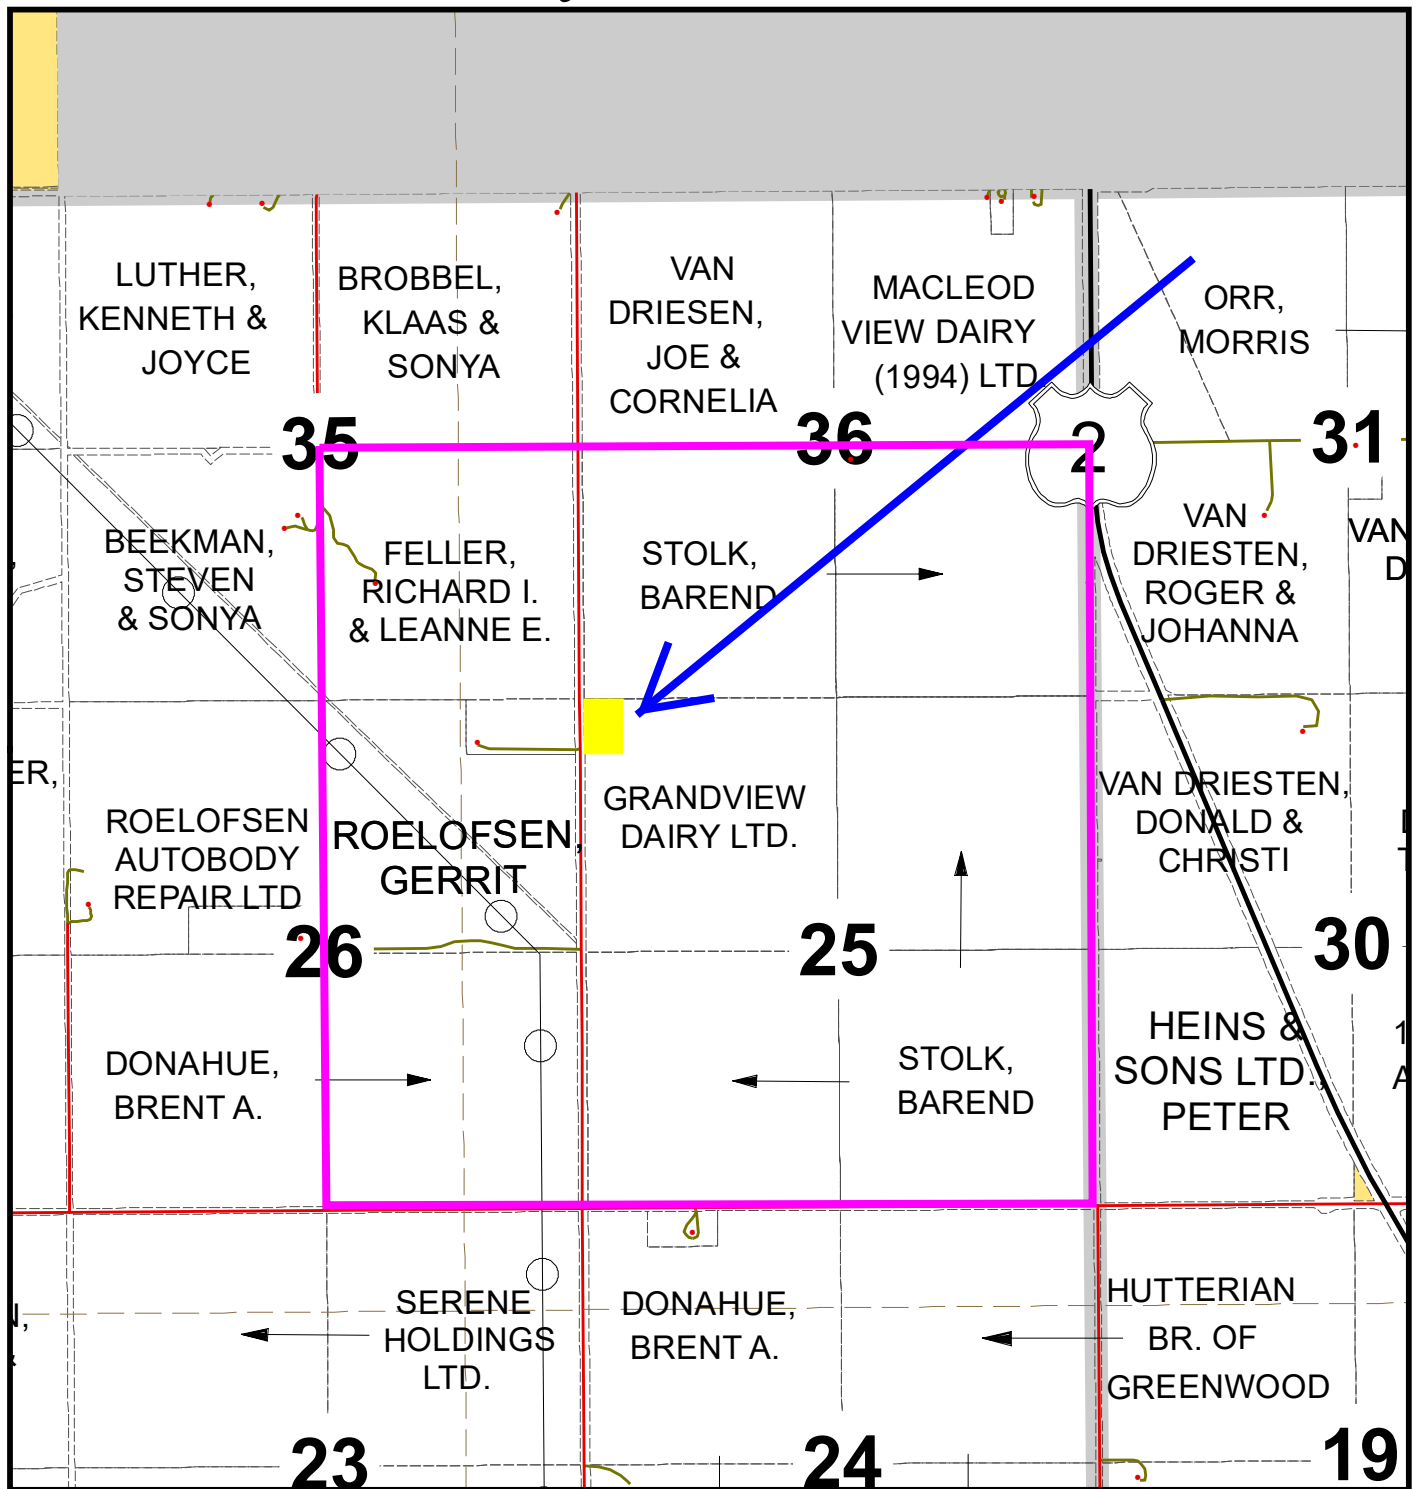 LUTHER,
KENNETH &
JOYCE
BROBBEL,
KLAAS &
SONYA
VAN
DRIESEN,
JOE &
CORNELIA
MACLEOD
VIEW DAIRY
(1994) LTD.
ORR,
MORRIS
35
36
2
31
BEEKMAN,
STEVEN
& SONYA
FELLER,
RICHARD I.
& LEANNE E.
STOLK,
BAREND
VAN
DRIESTEN,
ROGER &
JOHANNA
VAN
D
ER,
ROELOFSEN
AUTOBODY
REPAIR LTD
ROELOFSEN,
GERRIT
GRANDVIEW
DAIRY LTD.
VAN DRIESTEN,
DONALD &
CHRISTI
26
25
30
DONAHUE,
BRENT A.
STOLK,
BAREND
HEINS &
SONS LTD.,
PETER
1
A
SERENE
HOLDINGS
LTD.
DONAHUE,
BRENT A.
HUTTERIAN
BR. OF
GREENWOOD
23
24
19